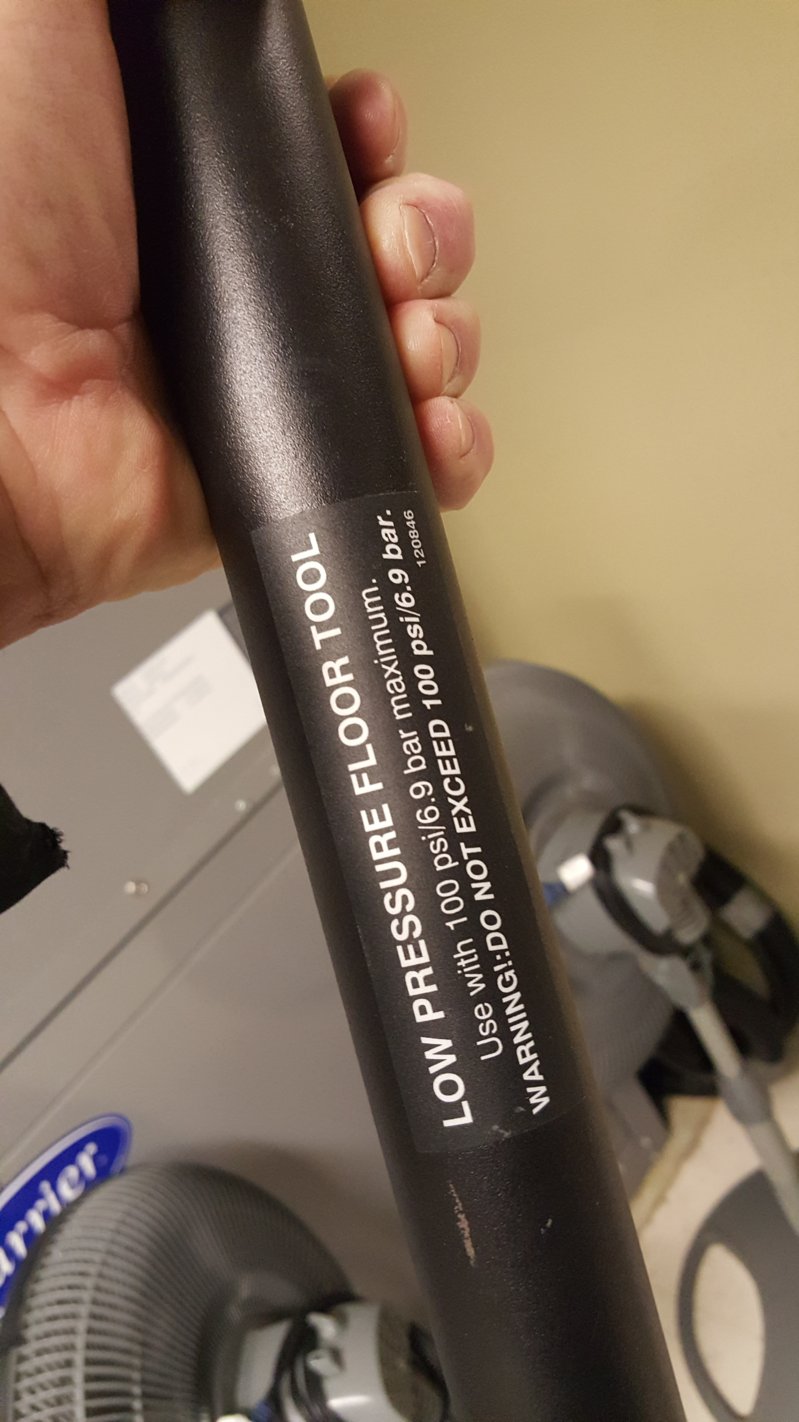 LOW PRESSURE FLOOR TOOL
Use with 100 psi/6.9 bar maximum.
WARNING!:DO NOT EXCEED 100 psi/6.9 bar.
120846